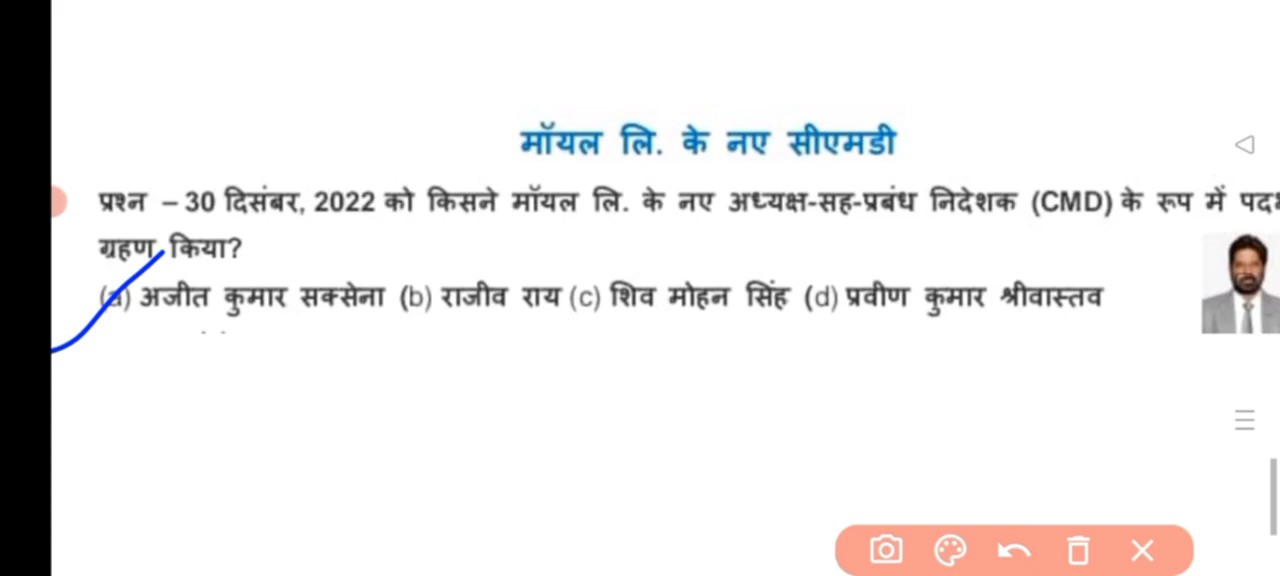 मॉयल लि. के नए सीएमडी
प्रश्न – 30 दिसंबर, 2022 को किसने मॉयल लि. के नए अध्यक्ष-सह-प्रबंध निदेशक (CMD) के रूप में
ग्रहण किया?
(a) अजीत कुमार सक्सेना (b) राजीव राय (c) शिव मोहन सिंह (d) प्रवीण कुमार श्रीवास्तव